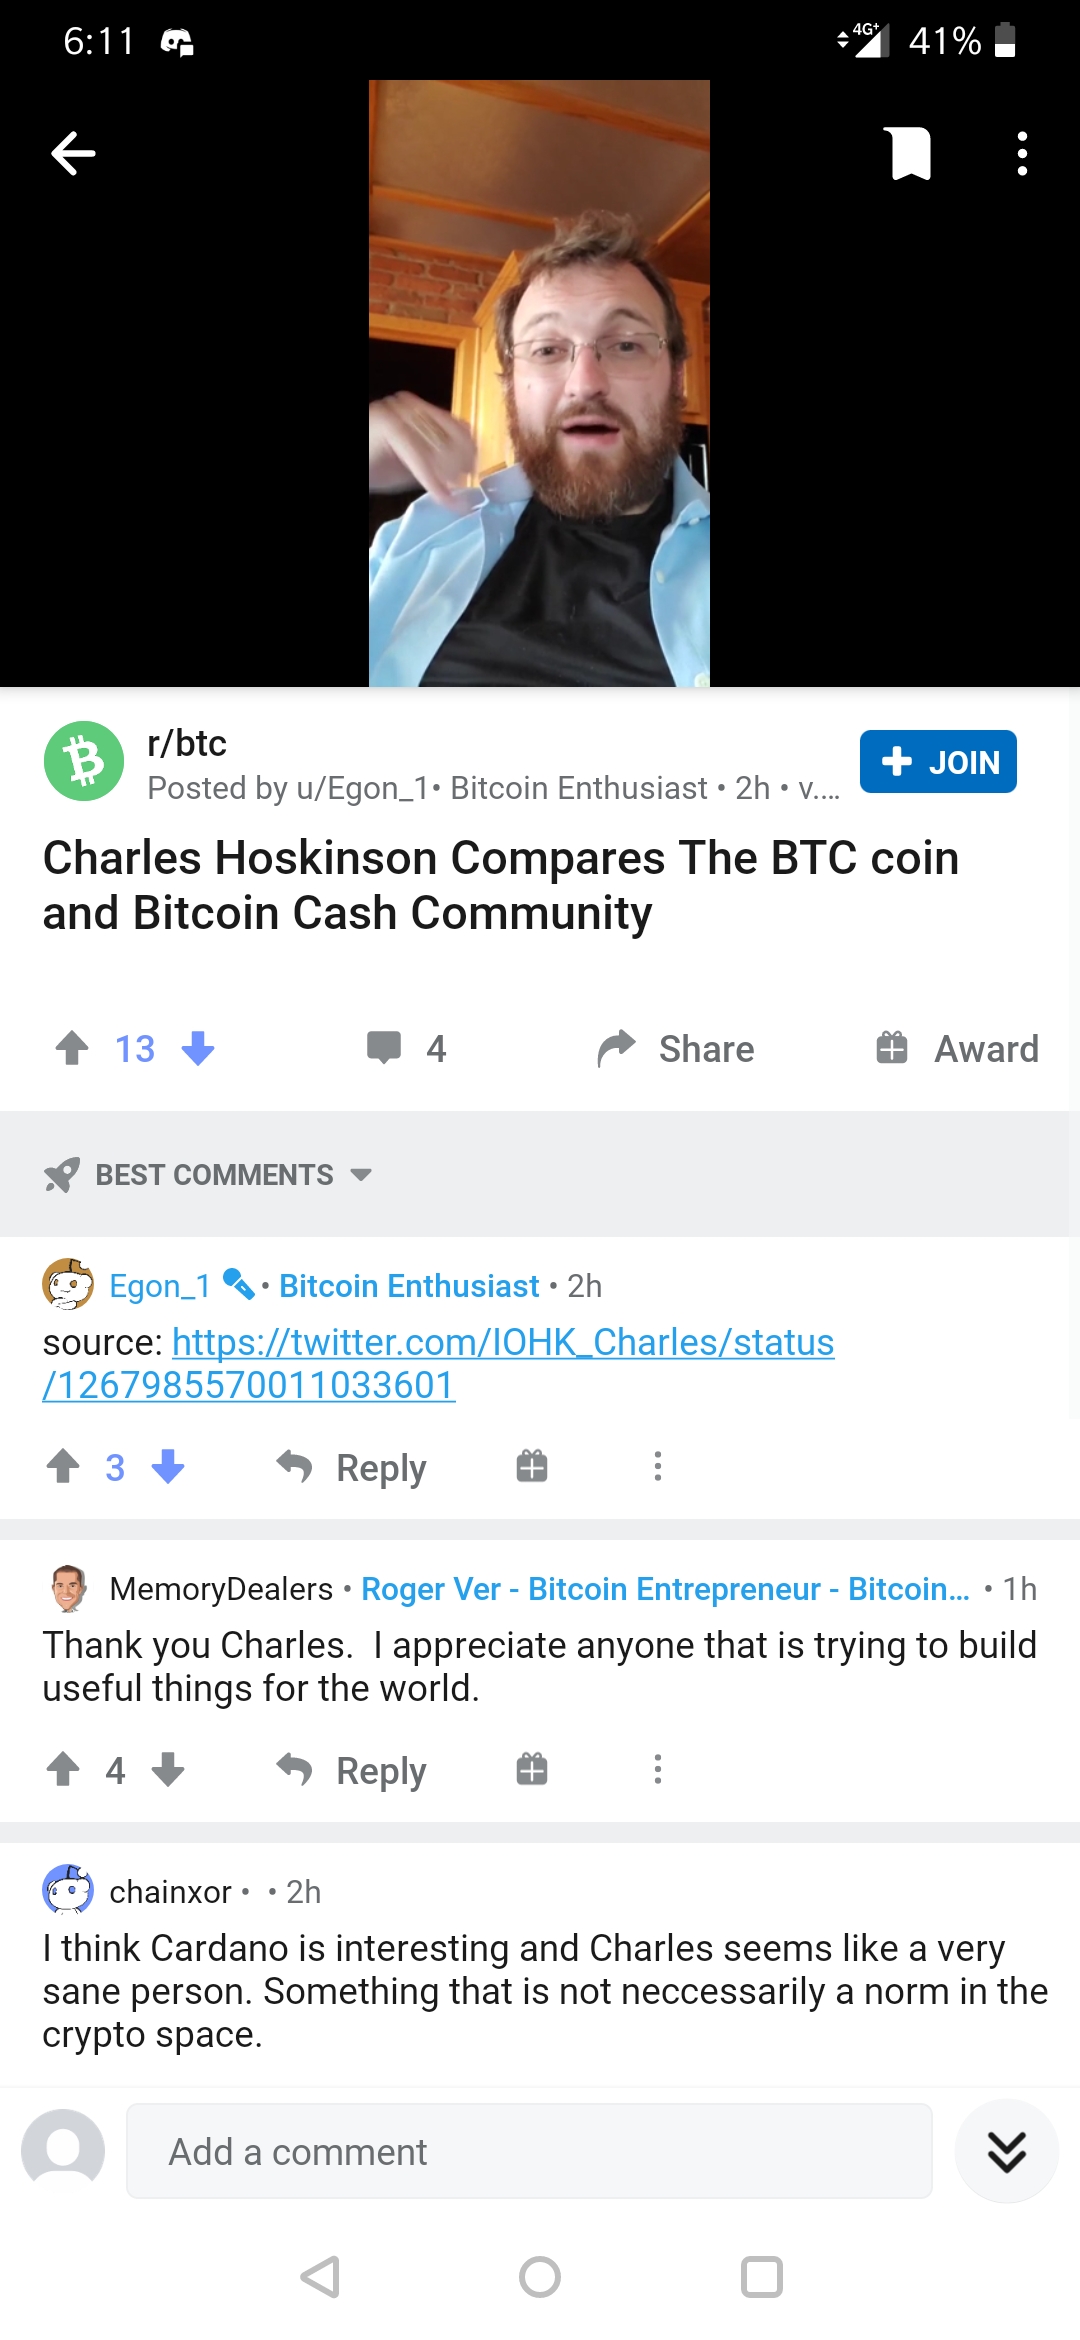 6:11 4G+ 41%
r/btc
Posted by u/Egon_1• Bitcoin Enthusiast • 2h • v.…
JOIN
Charles Hoskinson Compares The BTC coin
and Bitcoin Cash Community
13 4 Share Award
BEST COMMENTS
Egon_1 • Bitcoin Enthusiast • 2h
source: https://twitter.com/IOHK_Charles/status
/1267985570011033601
3 Reply
MemoryDealers • Roger Ver - Bitcoin Entrepreneur - Bitcoin… • 1h
Thank you Charles.  I appreciate anyone that is trying to build
useful things for the world.
4 Reply
chainxor • • 2h
I think Cardano is interesting and Charles seems like a very
sane person. Something that is not neccessarily a norm in the
crypto space.
Add a comment